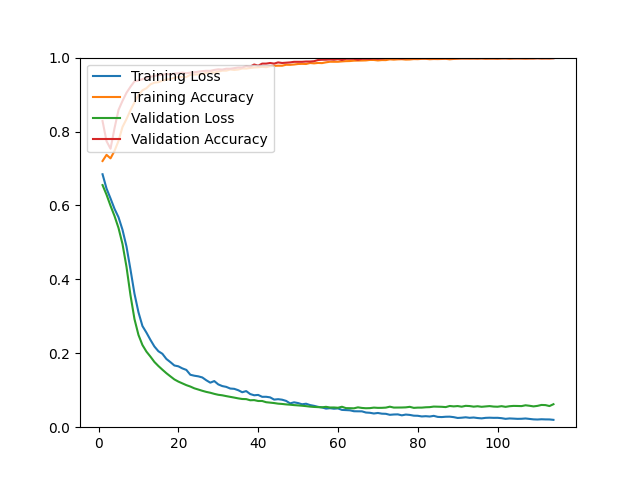 1.0
0.8
0.6
0.4
0.2
0.0
0 20 40 60 80 100
Training Loss
Training Accuracy
Validation Loss
Validation Accuracy